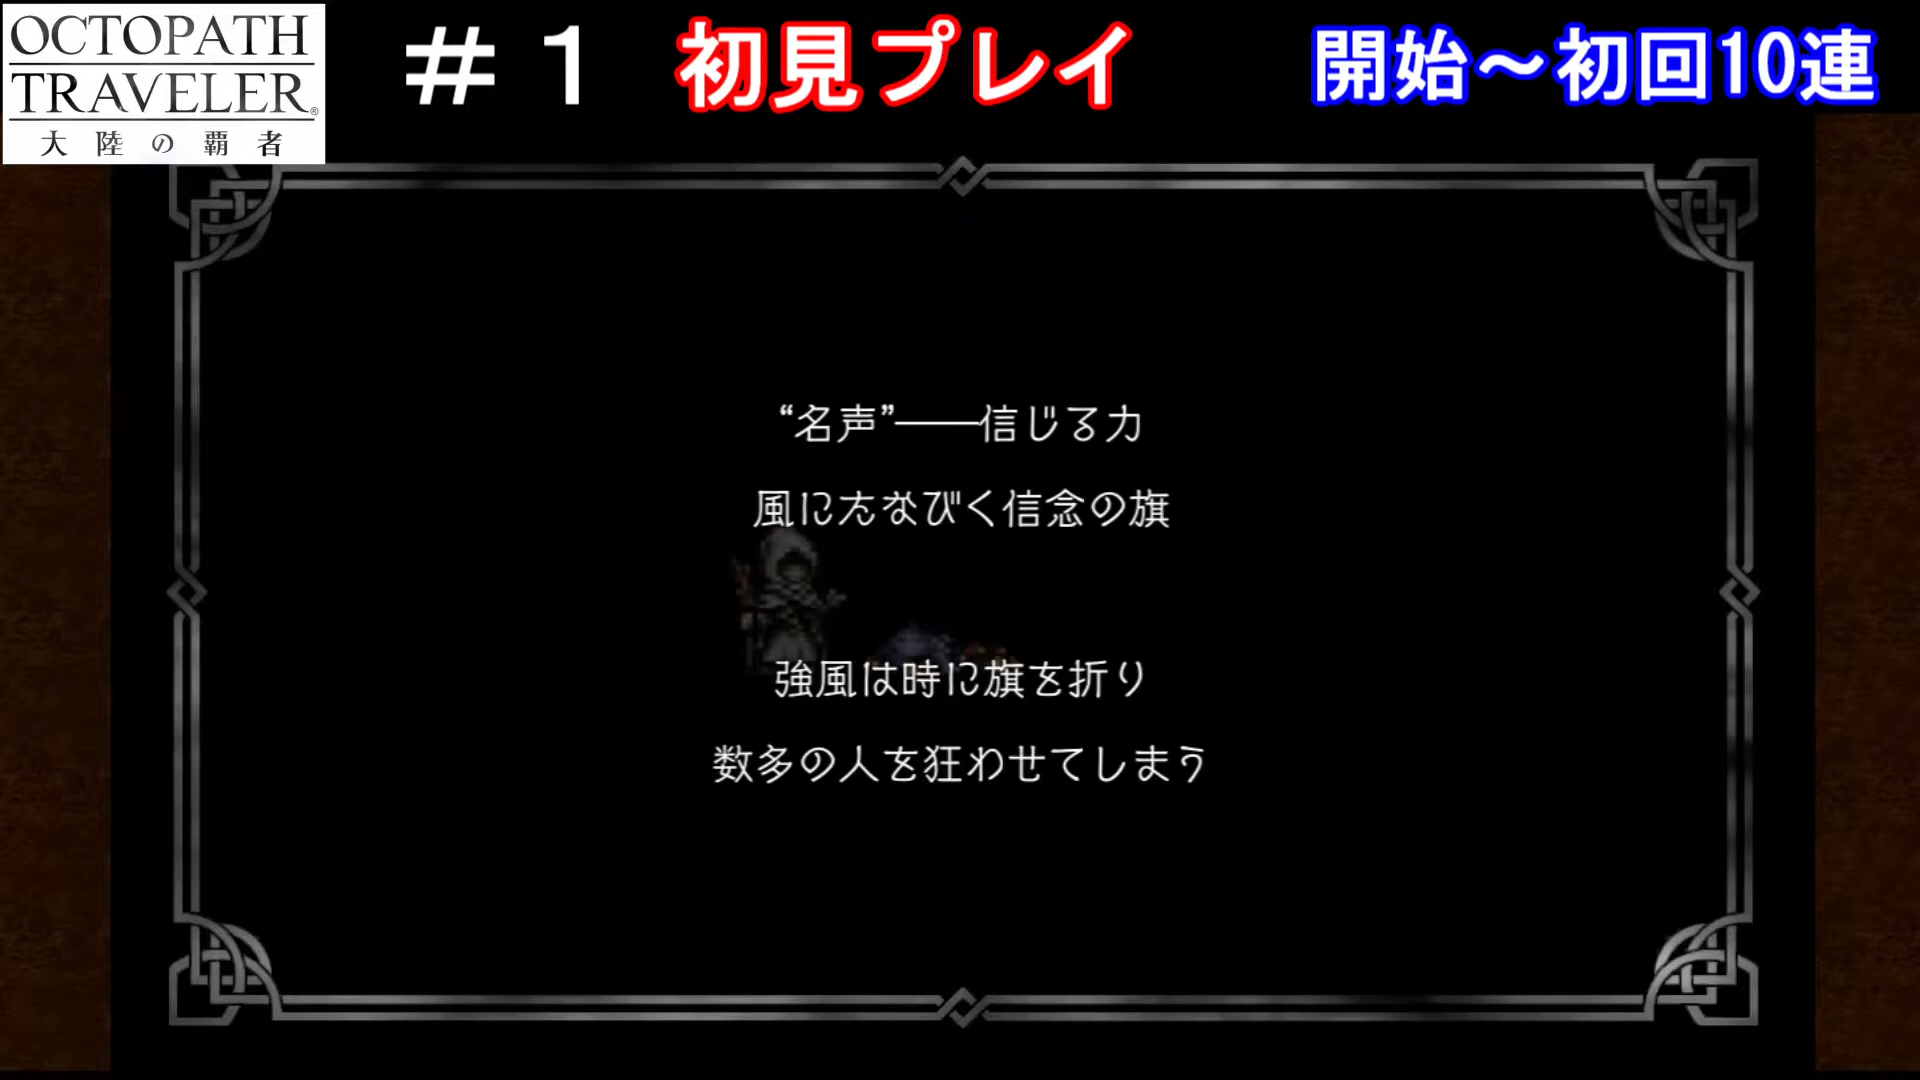 OCTOPATH
TRAVELER®
大陸の覇者
＃１ 初見プレイ 開始～初回10連
“名声”――信じる力
風にたなびく信念の旗
強風は時に旗を折り
数多の人を狂わせてしまう